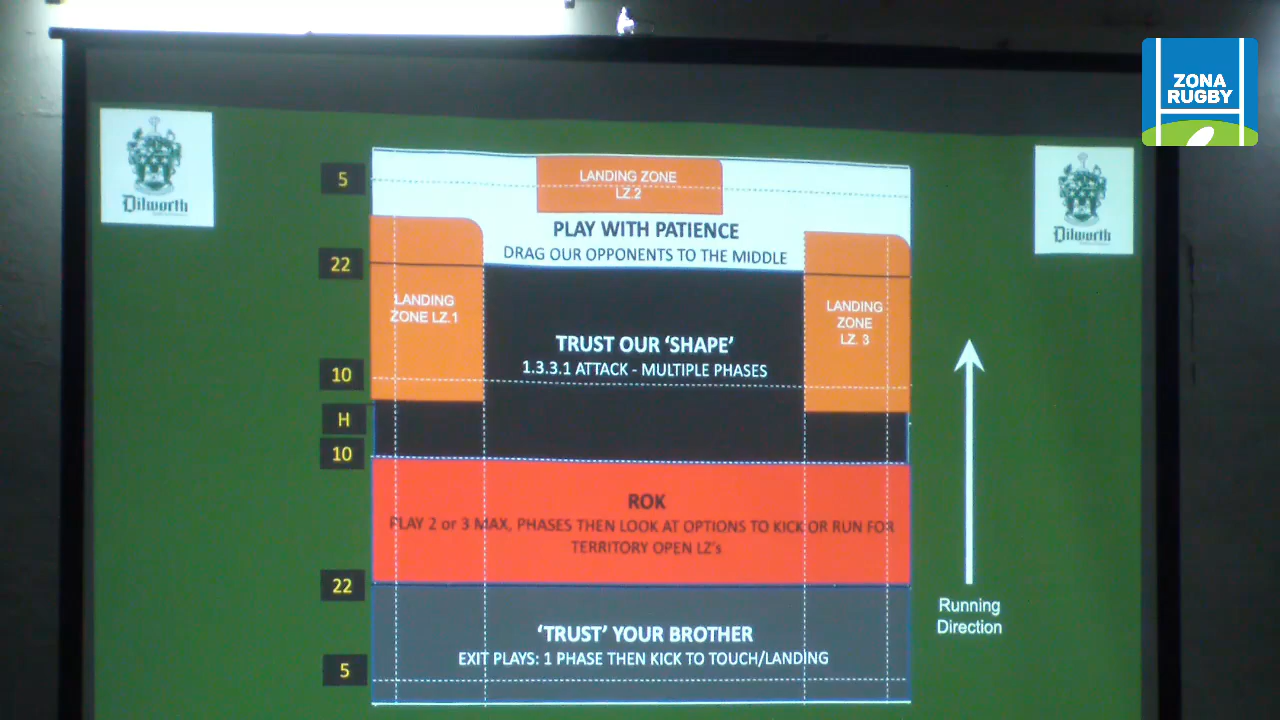 ZONA
RUGBY
Dilworth
Dilworth
5
LANDING ZONE
LZ.2
PLAY WITH PATIENCE
DRAG OUR OPPONENTS TO THE MIDDLE
22
LANDING
ZONE LZ.1
LANDING
ZONE
LZ. 3
TRUST OUR ‘SHAPE’
1.3.3.1 ATTACK - MULTIPLE PHASES
10
H
10
ROK
PLAY 2 or 3 MAX, PHASES THEN LOOK AT OPTIONS TO KICK OR RUN FOR
TERRITORY OPEN LZ's
22
‘TRUST’ YOUR BROTHER
EXIT PLAYS: 1 PHASE THEN KICK TO TOUCH/LANDING
5
Running
Direction